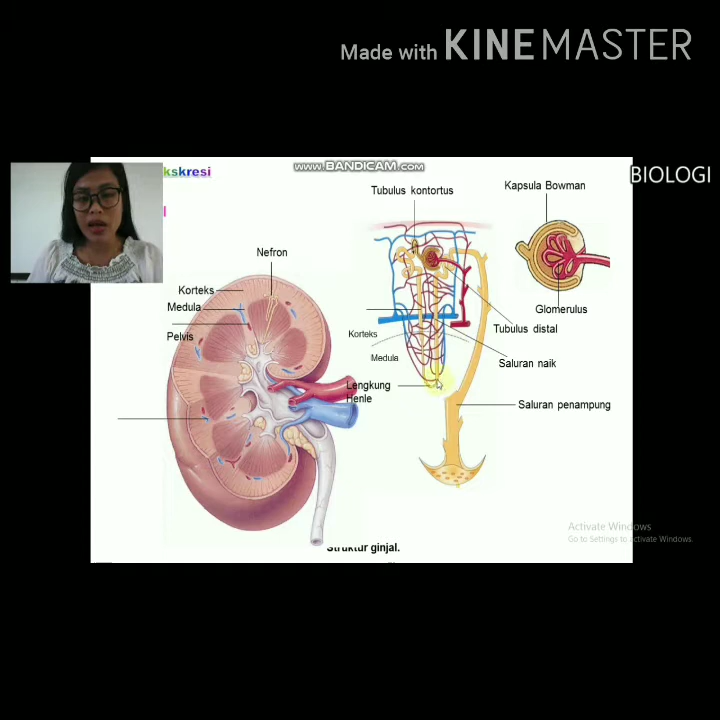 Made with KINEMASTER
www.BANDICAM.com
kskresi
BIOLOGI
Tubulus kontortus
Kapsula Bowman
Nefron
Korteks
Medula
Pelvis
Glomerulus
Tubulus distal
Korteks
Medula
Saluran naik
Lengkung
Henle
Saluran penampung
Struktur ginjal.
Activate Windows
Go to Settings to activate Windows.